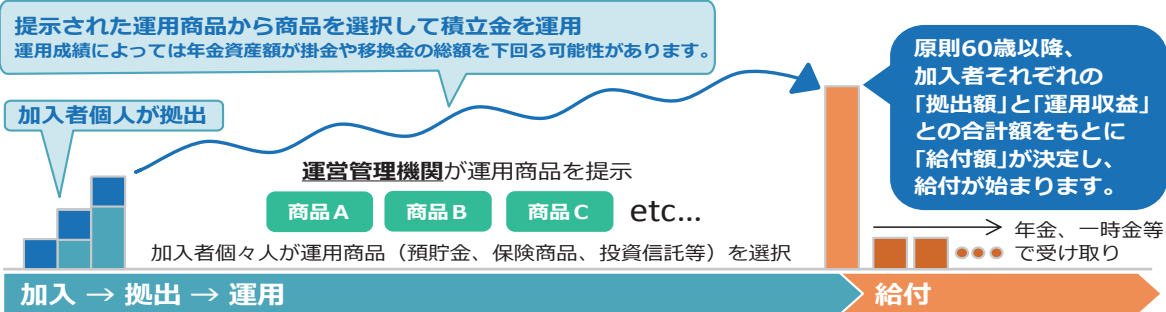 提示された運用商品から商品を選択して積立金を運用
運用成績によっては年金資産額が掛金や移換金の総額を下回る可能性があります。
加入者個人が拠出
運営管理機関が運用商品を提示
商品A
商品B
商品C
etc…
加入者個々人が運用商品（預貯金、保険商品、投資信託等）を選択
原則60歳以降、
加入者それぞれの
「拠出額」と「運用収益」
との合計額をもとに
「給付額」が決定し、
給付が始まります。
年金、一時金等
で受け取り
加入 → 拠出 → 運用
給付